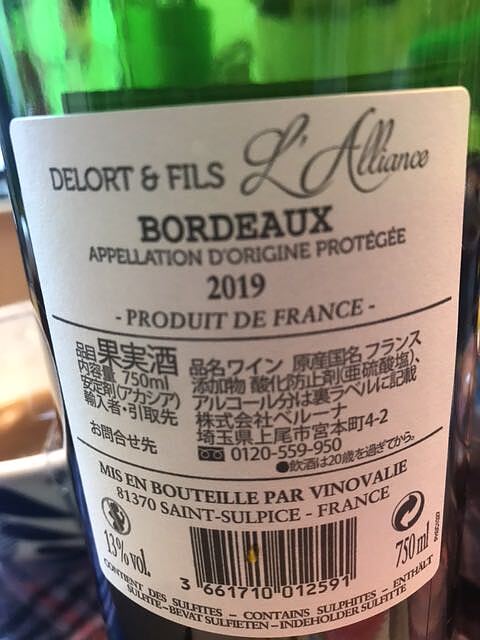 DELORT & FILS L'Alliance
BORDEAUX
APPELLATION D'ORIGINE PROTÉGÉE
2019
- PRODUIT DE FRANCE -
品目 果実酒 品名 ワイン 原産国名 フランス
内容量 750ml 添加物 酸化防止剤(亜硫酸塩)、
安定剤(アカシア) アルコール分は裏ラベルに記載
輸入者・引取先 株式会社ベルーナ
埼玉県上尾市宮本町4-2
お問合せ先 0120-559-950
●飲酒は20歳を過ぎてから。
MIS EN BOUTEILLE PAR VINOVALIE
81370 SAINT-SULPICE - FRANCE
13% vol.
750 ml
3 661710 012591
CONTIENT DES SULFITES - CONTAINS SULPHITES - ENTHÄLT
SULFITE - BEVAT SULFIETEN - INDEHOLDER SULFITTE